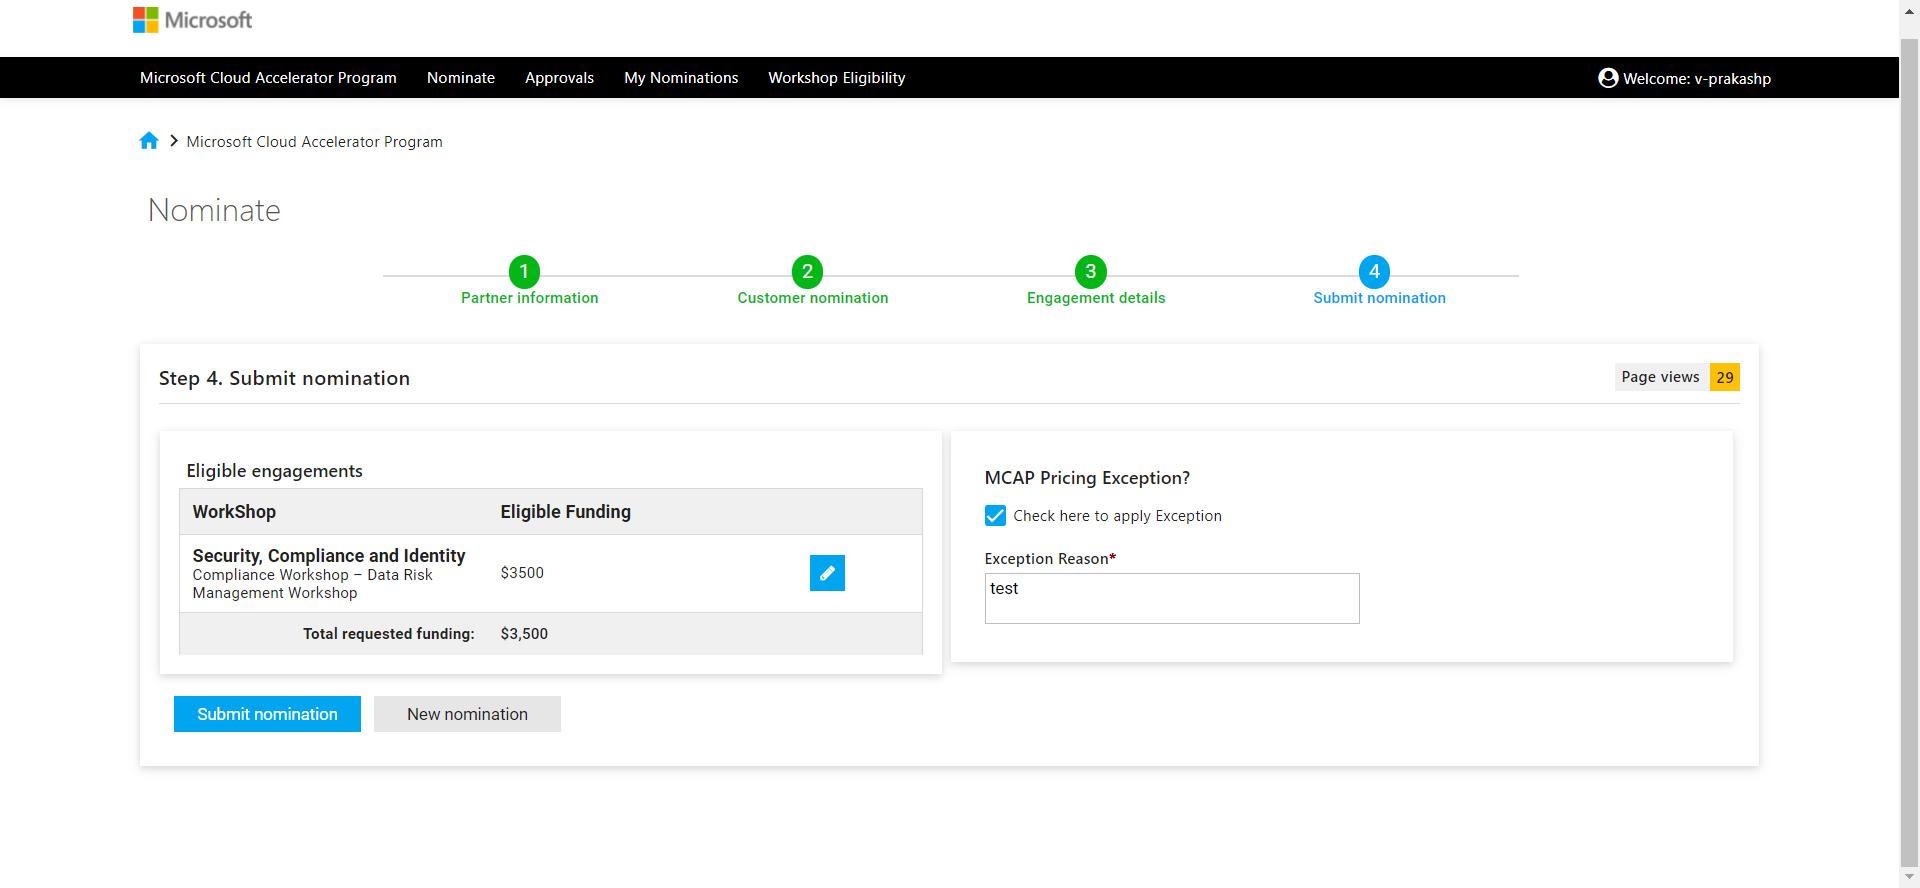 Microsoft
Microsoft Cloud Accelerator Program Nominate Approvals My Nominations Workshop Eligibility Welcome: v-prakashp
Microsoft Cloud Accelerator Program
Nominate
1 2 3 4
Partner information Customer nomination Engagement details Submit nomination
Step 4. Submit nomination
Page views 29
Eligible engagements
WorkShop Eligible Funding
Security, Compliance and Identity
Compliance Workshop – Data Risk
Management Workshop
$3500
Total requested funding: $3,500
MCAP Pricing Exception?
Check here to apply Exception
Exception Reason*
test
Submit nomination New nomination